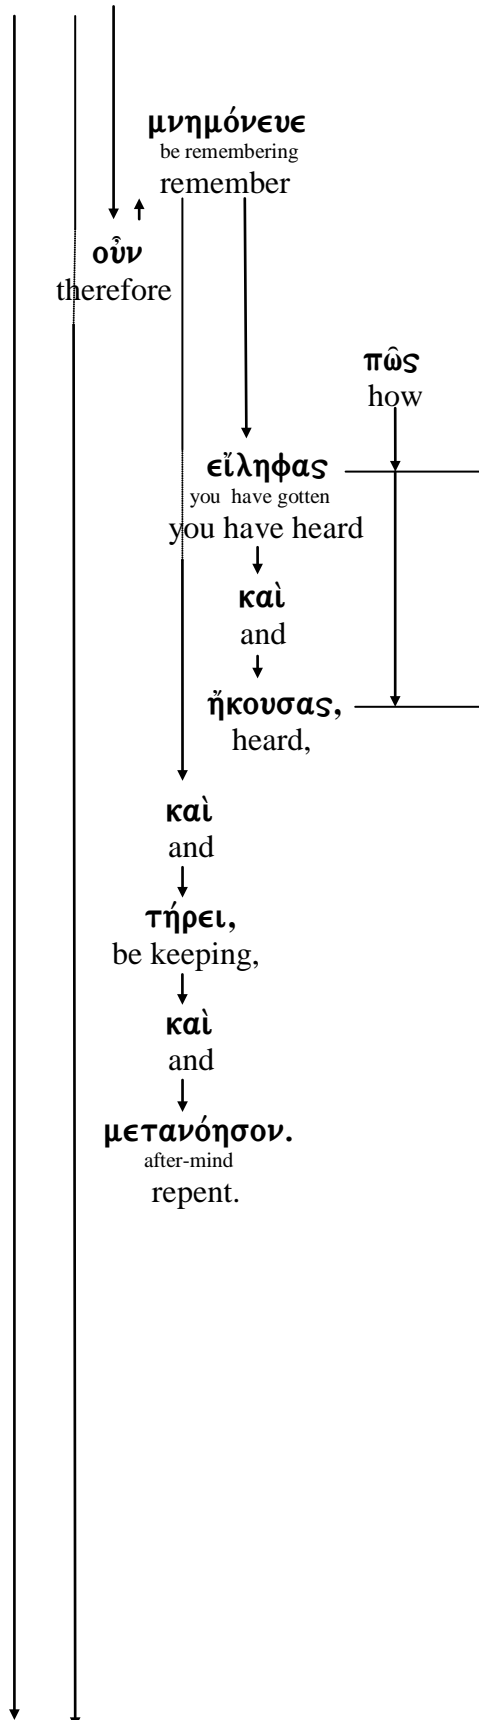 μνημόνευε
be remembering
remember
οὖν
therefore
πῶς
how
εἴληφας
you have gotten
you have heard
καὶ
and
ἤκουσας,
heard,
καὶ
and
τήρει,
be keeping,
καὶ
and
μετανόησον.
after-mind
repent.